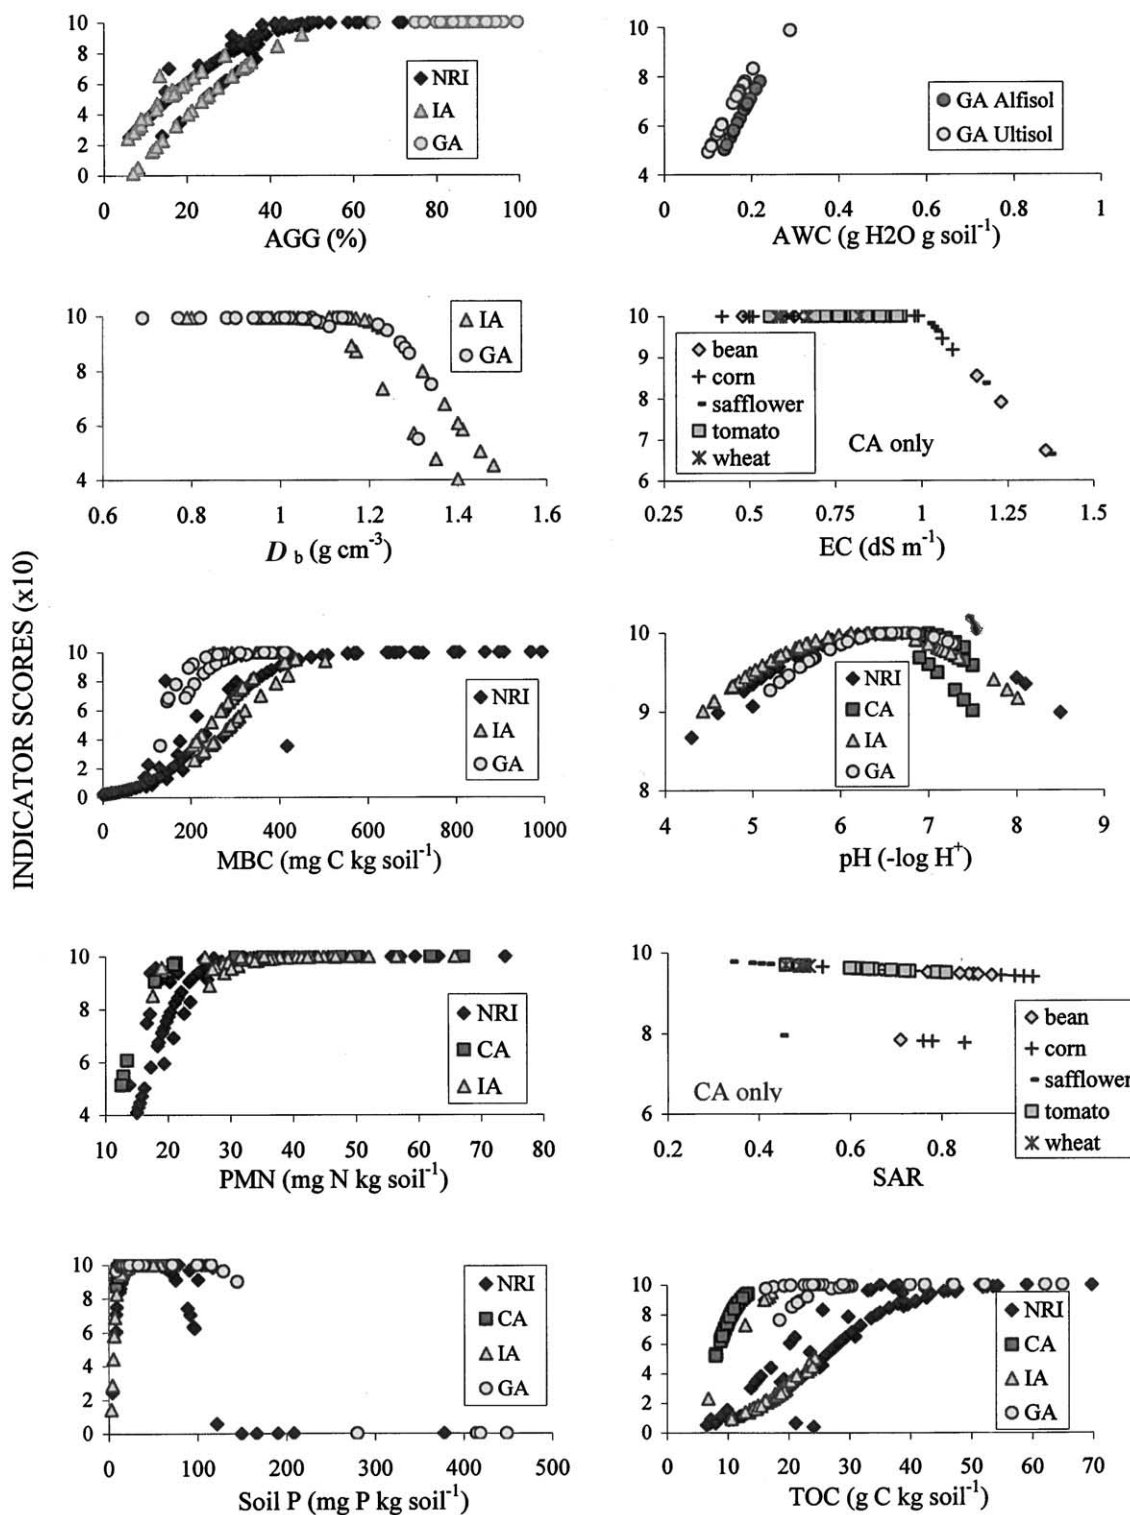 INDICATOR SCORES (x10)
10
8
6
4
2
0
NRI
IA
GA
0 20 40 60 80 100
AGG (%)
10
8
6
4
GA Alfisol
GA Ultisol
0 0.2 0.4 0.6 0.8 1
AWC (g H2O g soil⁻¹)
10
8
6
4
IA
GA
0.6 0.8 1 1.2 1.4 1.6
D b (g cm⁻³)
10
9
8
7
6
bean
corn
safflower
tomato
wheat
CA only
0.25 0.5 0.75 1 1.25 1.5
EC (dS m⁻¹)
10
8
6
4
2
0
NRI
IA
GA
0 200 400 600 800 1000
MBC (mg C kg soil⁻¹)
10
9
8
NRI
CA
IA
GA
4 5 6 7 8 9
pH (-log H⁺)
10
8
6
4
NRI
CA
IA
10 20 30 40 50 60 70 80
PMN (mg N kg soil⁻¹)
10
8
6
bean
corn
safflower
tomato
wheat
CA only
0.2 0.4 0.6 0.8
SAR
10
8
6
4
2
0
NRI
CA
IA
GA
0 100 200 300 400 500
Soil P (mg P kg soil⁻¹)
10
8
6
4
2
0
NRI
CA
IA
GA
0 10 20 30 40 50 60 70
TOC (g C kg soil⁻¹)